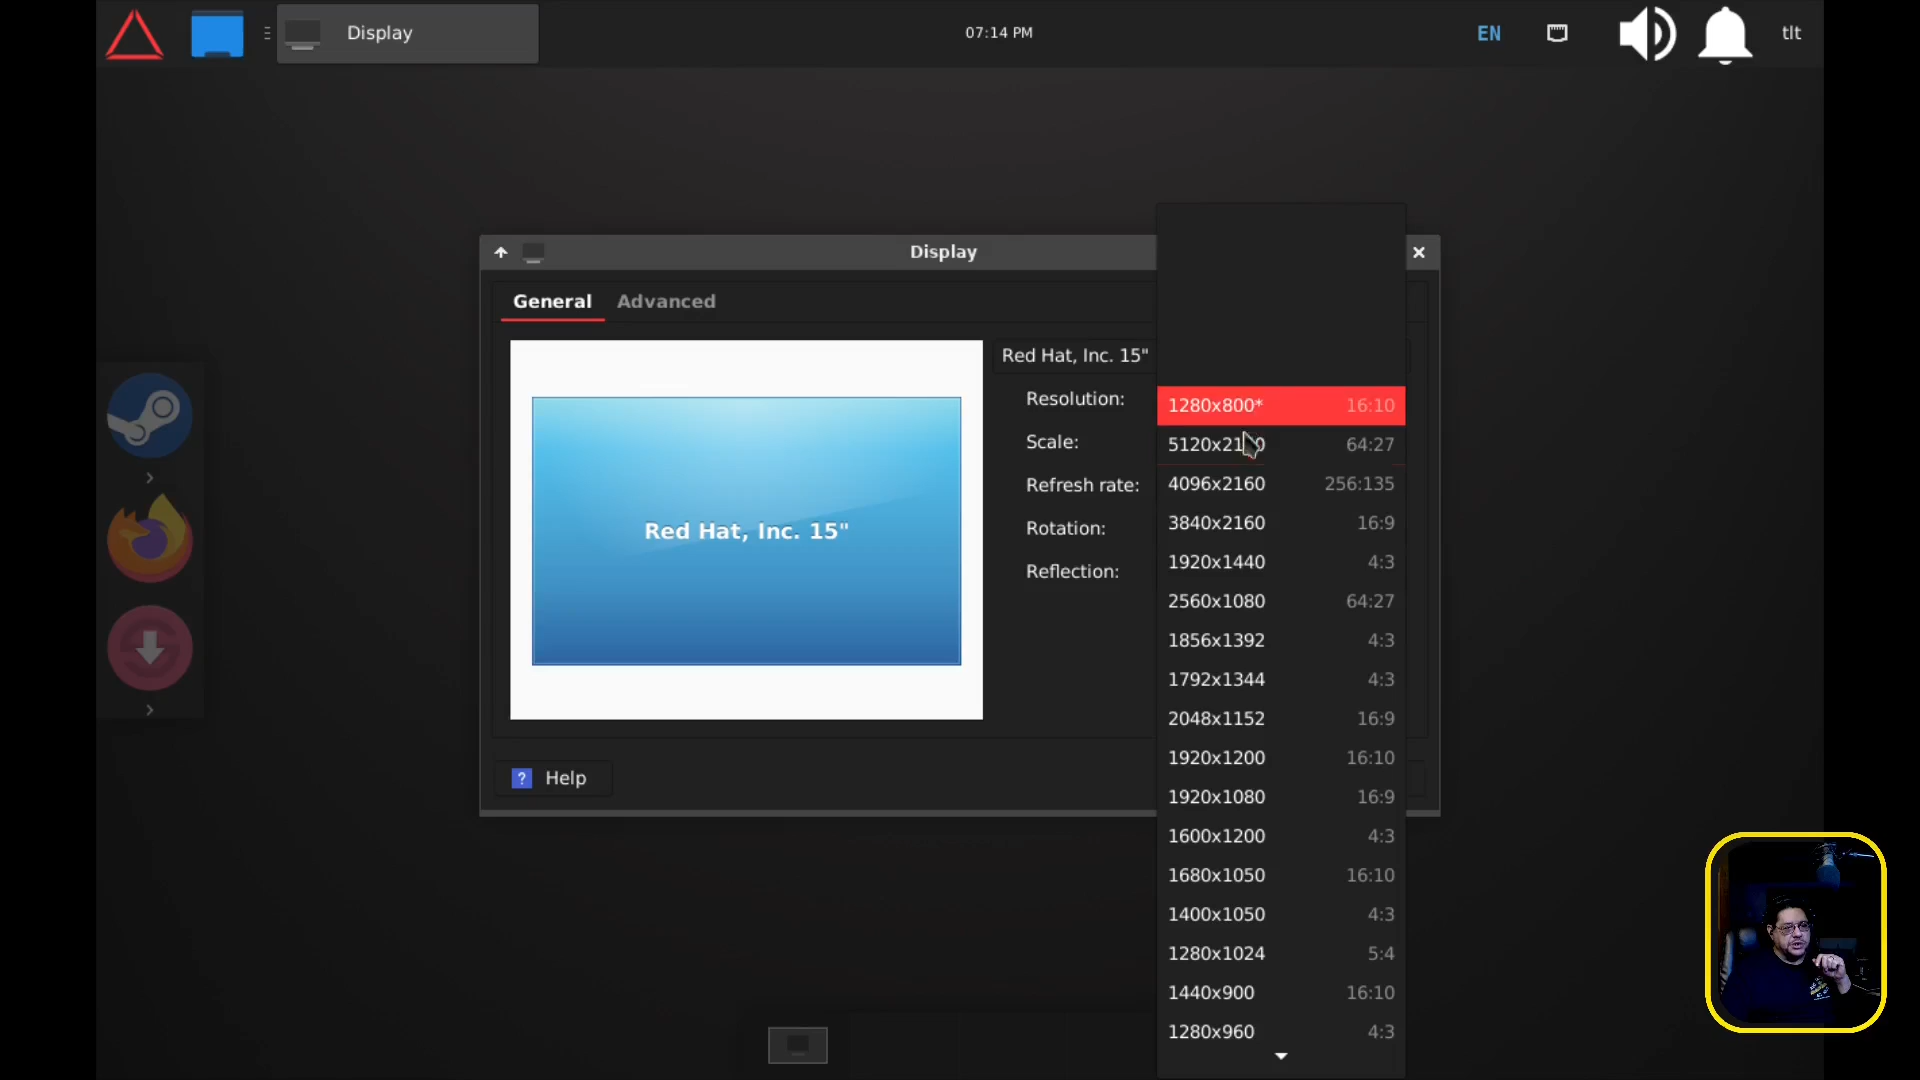 Display
07:14 PM
EN
tlt
Display
General Advanced
Red Hat, Inc. 15"
Red Hat, Inc. 15"
Resolution:
Scale:
Refresh rate:
Rotation:
Reflection:
? Help
1280x800* 16:10
64:27
4096x2160 256:135
3840x2160 16:9
1920x1440 4:3
2560x1080 64:27
1856x1392 4:3
1792x1344 4:3
2048x1152 16:9
1920x1200 16:10
1920x1080 16:9
1600x1200 4:3
1680x1050 16:10
1400x1050 4:3
1280x1024 5:4
1440x900 16:10
1280x960 4:3